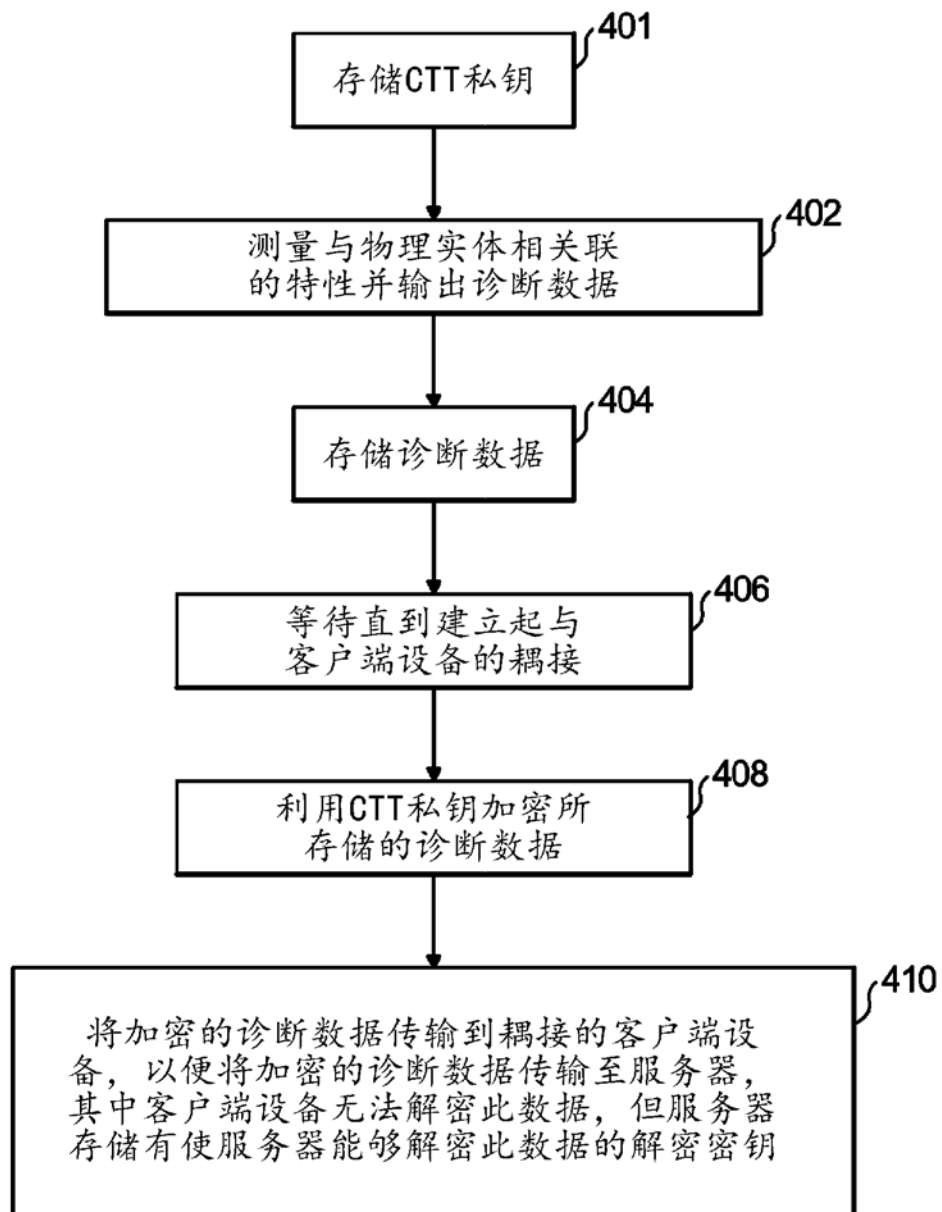 401
存储CTT私钥
402
测量与物理实体相关联
的特性并输出诊断数据
404
存储诊断数据
406
等待直到建立起与
客户端设备的耦接
408
利用CTT私钥加密所
存储的诊断数据
410
将加密的诊断数据传输到耦接的客户端设
备，以便将加密的诊断数据传输至服务器，
其中客户端设备无法解密此数据，但服务器
存储有使服务器能够解密此数据的解密密钥